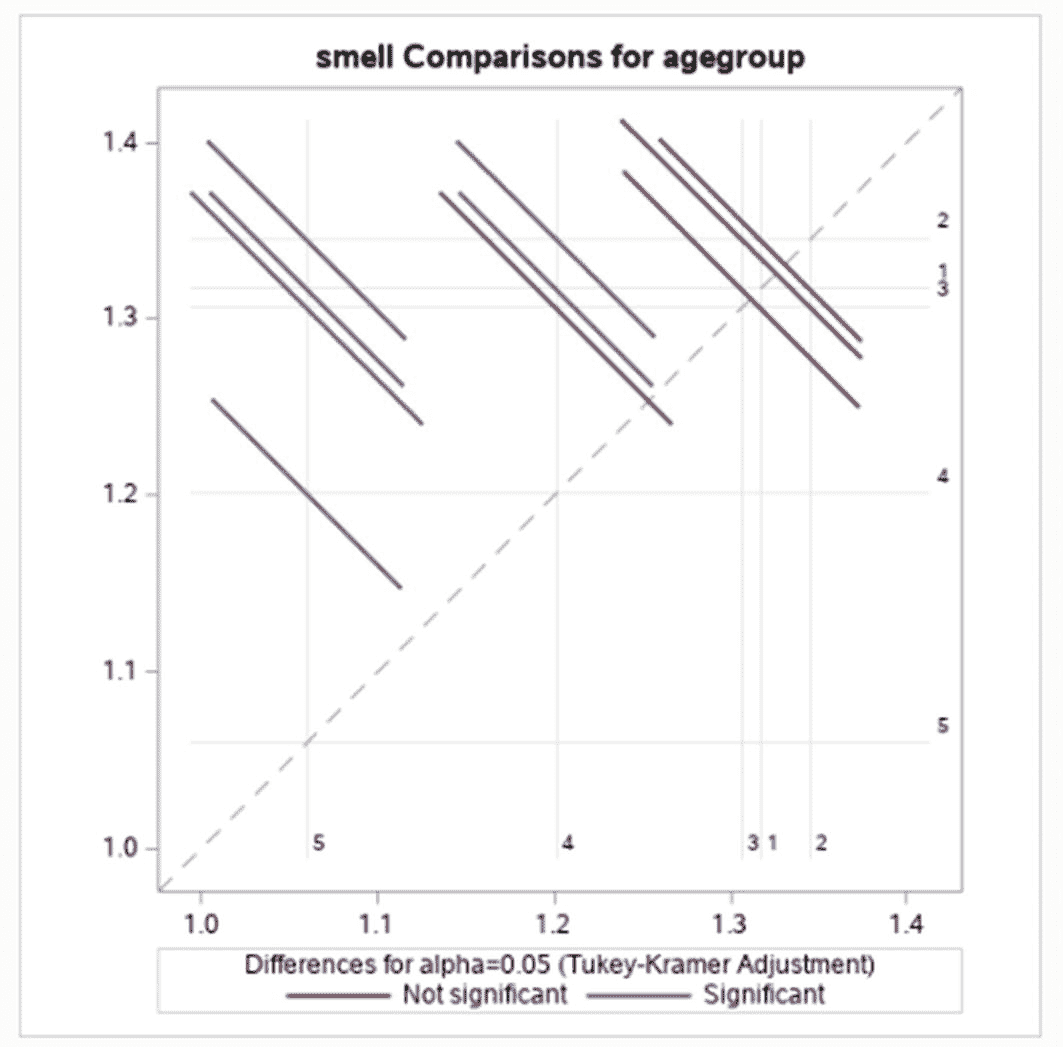 smell Comparisons for agegroup
1.4
2
1
3
1.3
4
1.2
1.1
5
1.0
5 4 3 1 2
1.0 1.1 1.2 1.3 1.4
Differences for alpha=0.05 (Tukey-Kramer Adjustment)
Not significant Significant